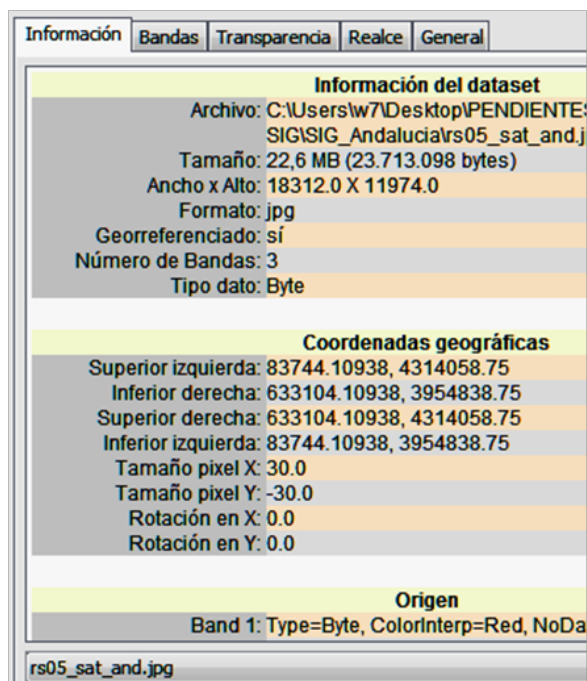 Información Bandas Transparencia Realce General
Información del dataset
Archivo: C:\Users\w7\Desktop\PENDIENTES
SIG\SIG_Andalucia\rs05_sat_and.j
Tamaño: 22,6 MB (23.713.098 bytes)
Ancho x Alto: 18312.0 X 11974.0
Formato: jpg
Georreferenciado: sí
Número de Bandas: 3
Tipo dato: Byte
Coordenadas geográficas
Superior izquierda: 83744.10938, 4314058.75
Inferior derecha: 633104.10938, 3954838.75
Superior derecha: 633104.10938, 4314058.75
Inferior izquierda: 83744.10938, 3954838.75
Tamaño pixel X: 30.0
Tamaño pixel Y: -30.0
Rotación en X: 0.0
Rotación en Y: 0.0
Origen
Band 1: Type=Byte, ColorInterp=Red, NoDa
rs05_sat_and.jpg